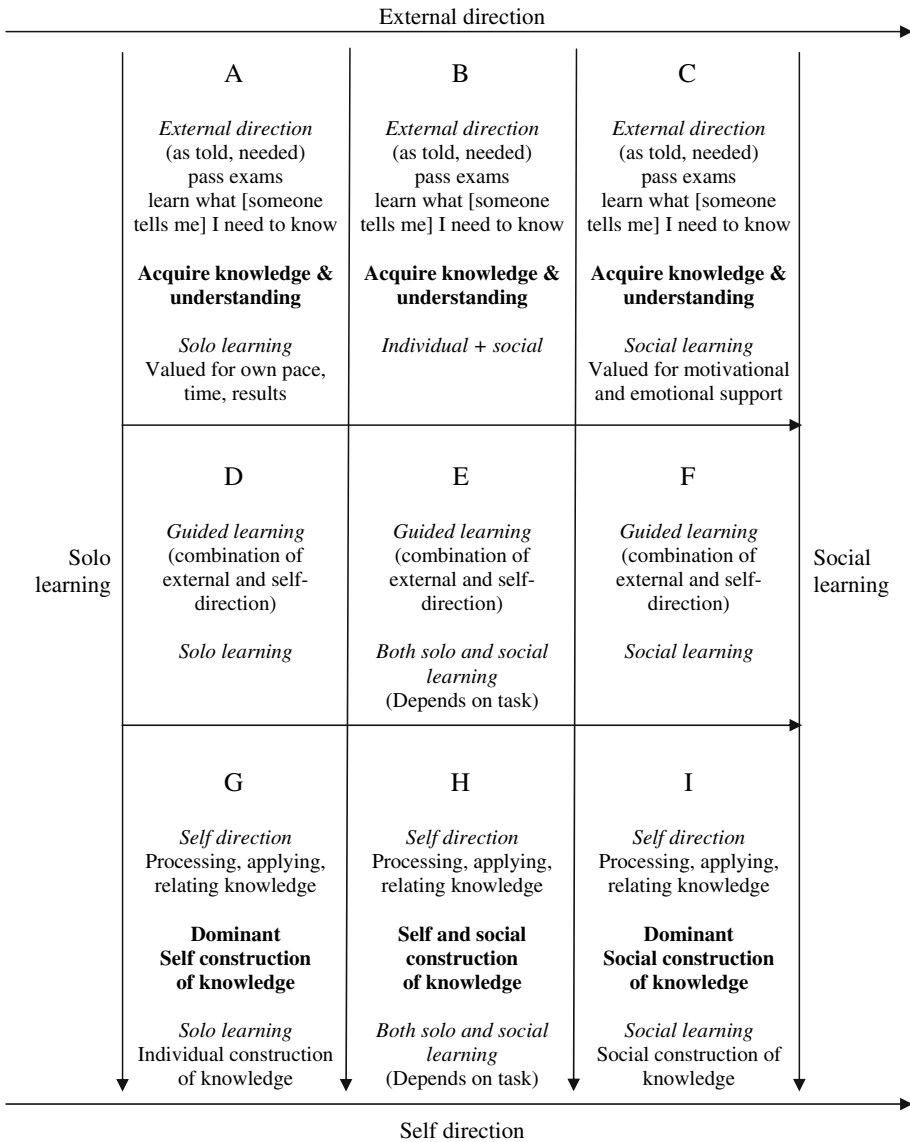 External direction
A
External direction
(as told, needed)
pass exams
learn what [someone
tells me] I need to know
Acquire knowledge &
understanding
Solo learning
Valued for own pace,
time, results
B
External direction
(as told, needed)
pass exams
learn what [someone
tells me] I need to know
Acquire knowledge &
understanding
Individual + social
C
External direction
(as told, needed)
pass exams
learn what [someone
tells me] I need to know
Acquire knowledge &
understanding
Social learning
Valued for motivational
and emotional support
Solo
learning
D
Guided learning
(combination of
external and self-
direction)
Solo learning
E
Guided learning
(combination of
external and self-
direction)
Both solo and social
learning
(Depends on task)
F
Guided learning
(combination of
external and self-
direction)
Social learning
Social
learning
G
Self direction
Processing, applying,
relating knowledge
Dominant
Self construction
of knowledge
Solo learning
Individual construction
of knowledge
H
Self direction
Processing, applying,
relating knowledge
Self and social
construction
of knowledge
Both solo and social
learning
(Depends on task)
I
Self direction
Processing, applying,
relating knowledge
Dominant
Social construction
of knowledge
Social learning
Social construction of
knowledge
Self direction